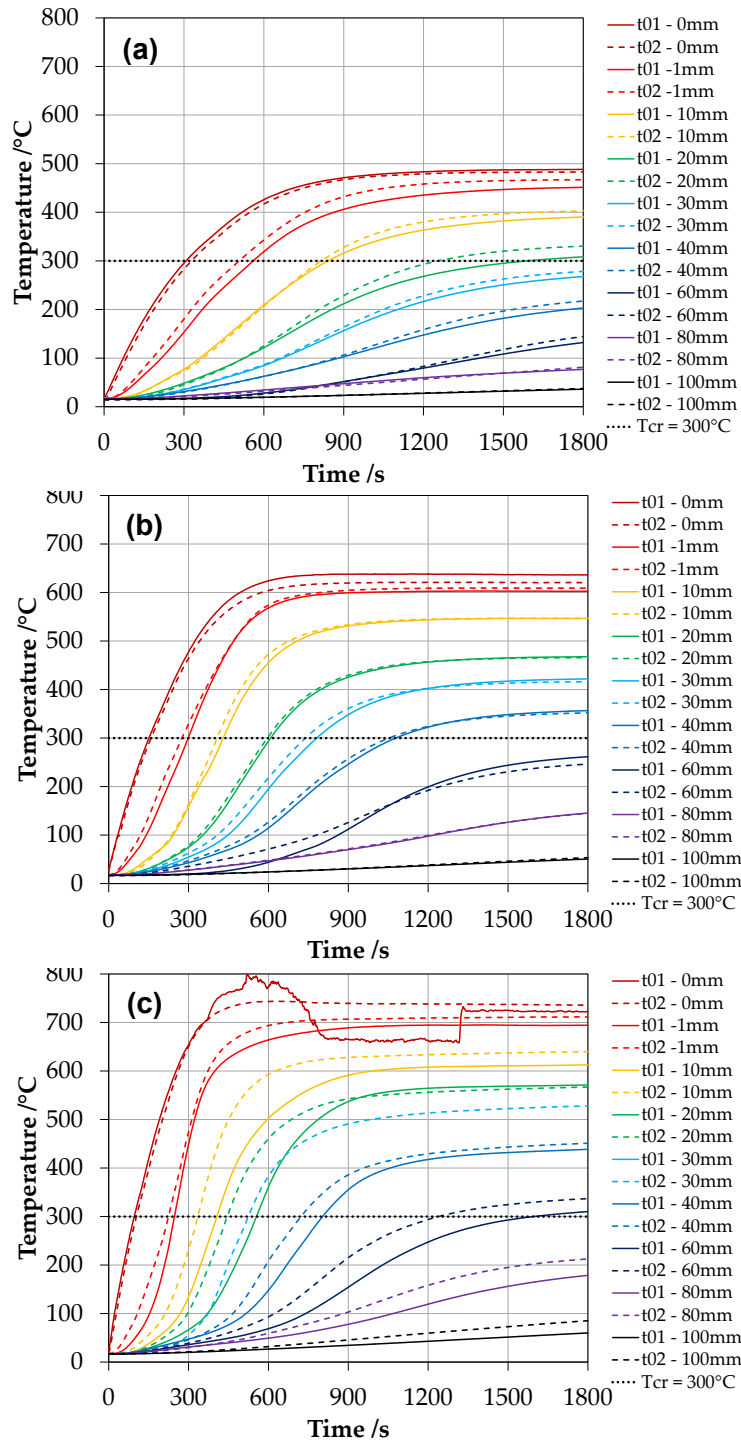 (a)
Temperature /°C
800
700
600
500
400
300
200
100
0
0 300 600 900 1200 1500 1800
Time /s
t01 - 0mm
t02 - 0mm
t01 -1mm
t02 -1mm
t01 - 10mm
t02 - 10mm
t01 - 20mm
t02 - 20mm
t01 - 30mm
t02 - 30mm
t01 - 40mm
t02 - 40mm
t01 - 60mm
t02 - 60mm
t01 - 80mm
t02 - 80mm
t01 - 100mm
t02 - 100mm
Tcr = 300°C
(b)
Temperature /°C
800
700
600
500
400
300
200
100
0
0 300 600 900 1200 1500 1800
Time /s
t01 - 0mm
t02 - 0mm
t01 -1mm
t02 -1mm
t01 - 10mm
t02 - 10mm
t01 - 20mm
t02 - 20mm
t01 - 30mm
t02 - 30mm
t01 - 40mm
t02 - 40mm
t01 - 60mm
t02 - 60mm
t01 - 80mm
t02 - 80mm
t01 - 100mm
t02 - 100mm
Tcr = 300°C
(c)
Temperature /°C
800
700
600
500
400
300
200
100
0
0 300 600 900 1200 1500 1800
Time /s
t01 - 0mm
t02 - 0mm
t01 -1mm
t02 -1mm
t01 - 10mm
t02 - 10mm
t01 - 20mm
t02 - 20mm
t01 - 30mm
t02 - 30mm
t01 - 40mm
t02 - 40mm
t01 - 60mm
t02 - 60mm
t01 - 80mm
t02 - 80mm
t01 - 100mm
t02 - 100mm
Tcr = 300°C